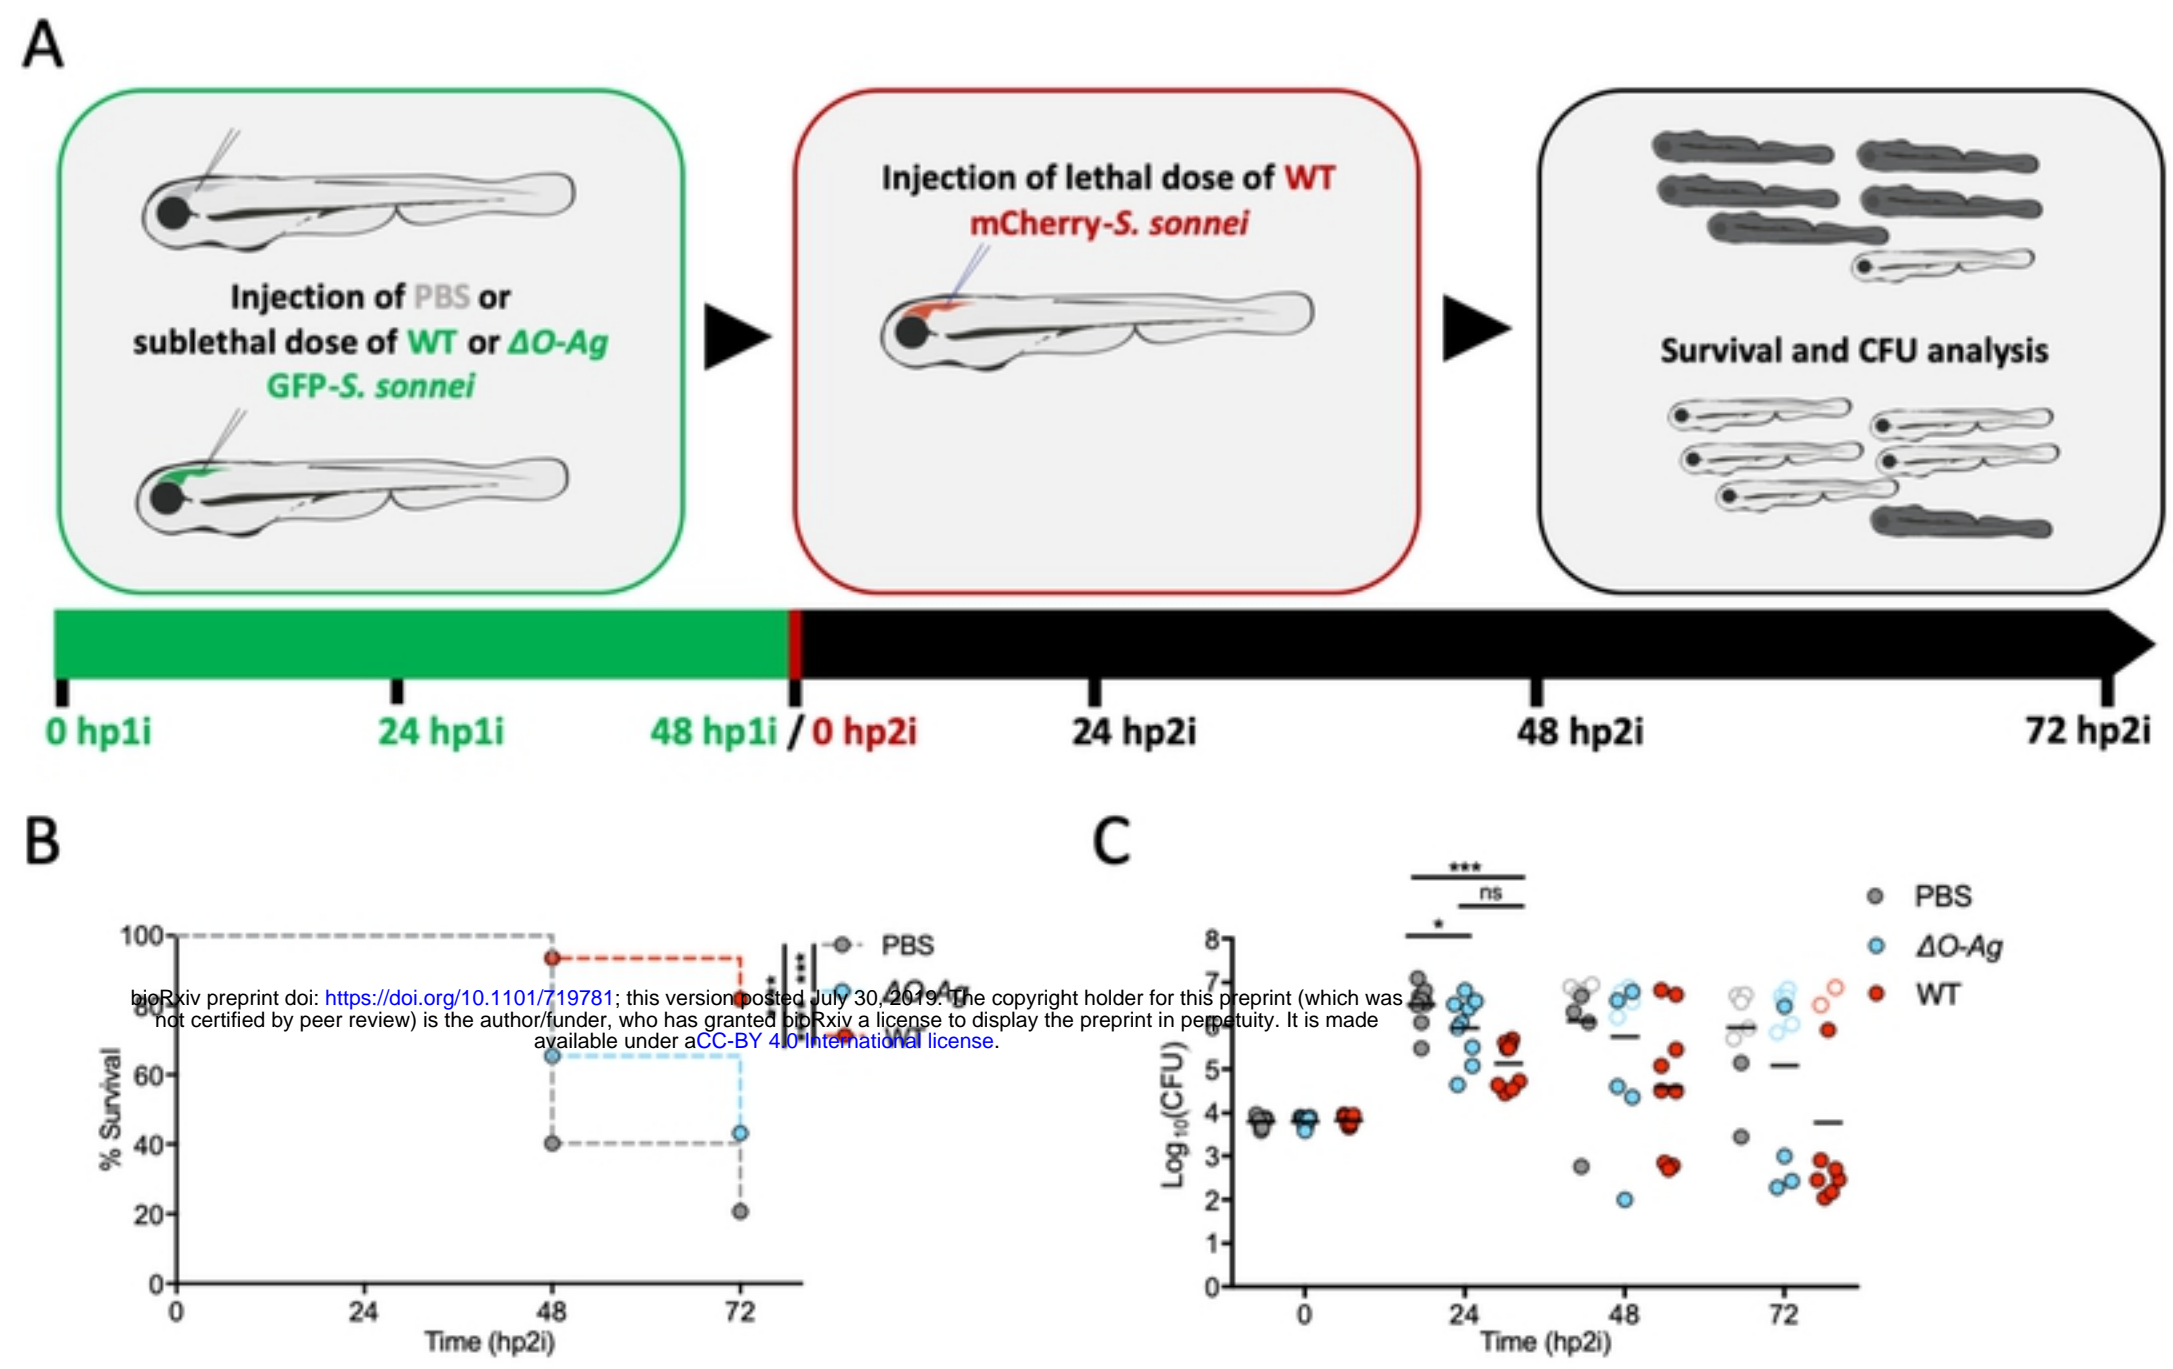 A
Injection of PBS or
sublethal dose of WT or ΔO-Ag
GFP-S. sonnei
Injection of lethal dose of WT
mCherry-S. sonnei
Survival and CFU analysis
0 hp1i
24 hp1i
48 hp1i / 0 hp2i
24 hp2i
48 hp2i
72 hp2i
B
100
60
40
20
0
% Survival
0
24
48
72
Time (hp2i)
PBS
ΔO-Ag
WT
bioRxiv preprint doi: https://doi.org/10.1101/719781; this version posted July 30, 2019. The copyright holder for this preprint (which was
not certified by peer review) is the author/funder, who has granted bioRxiv a license to display the preprint in perpetuity. It is made
available under aCC-BY 4.0 International license.
C
***
ns
*
8
7
5
4
3
2
1
0
Log10(CFU)
0
24
48
72
Time (hp2i)
PBS
ΔO-Ag
WT